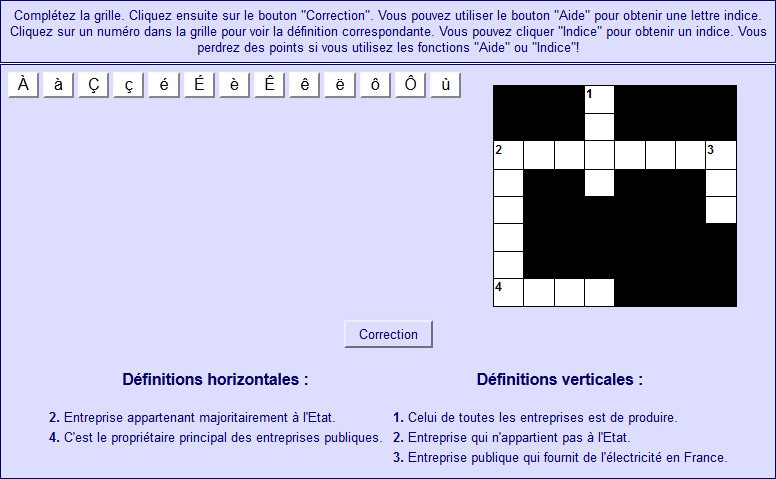 Complétez la grille. Cliquez ensuite sur le bouton "Correction". Vous pouvez utiliser le bouton "Aide" pour obtenir une lettre indice.
Cliquez sur un numéro dans la grille pour voir la définition correspondante. Vous pouvez cliquer "Indice" pour obtenir un indice. Vous
perdrez des points si vous utilisez les fonctions "Aide" ou "Indice"!
À à Ç ç é É è Ê ê ë ô Ô ù
1
2 3
4
Correction
Définitions horizontales :
2. Entreprise appartenant majoritairement à l'Etat.
4. C'est le propriétaire principal des entreprises publiques.
Définitions verticales :
1. Celui de toutes les entreprises est de produire.
2. Entreprise qui n'appartient pas à l'Etat.
3. Entreprise publique qui fournit de l'électricité en France.